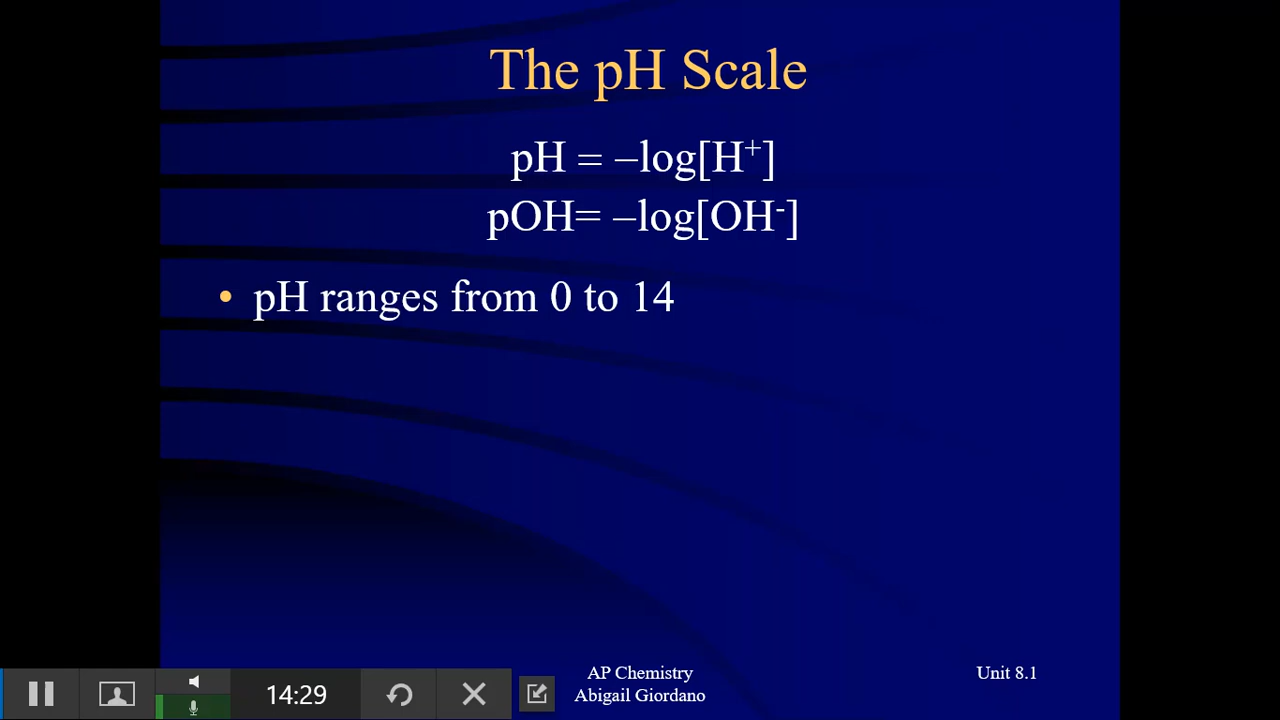 The pH Scale
pH = –log[H⁺]
pOH= –log[OH⁻]
• pH ranges from 0 to 14
14:29
AP Chemistry
Abigail Giordano
Unit 8.1